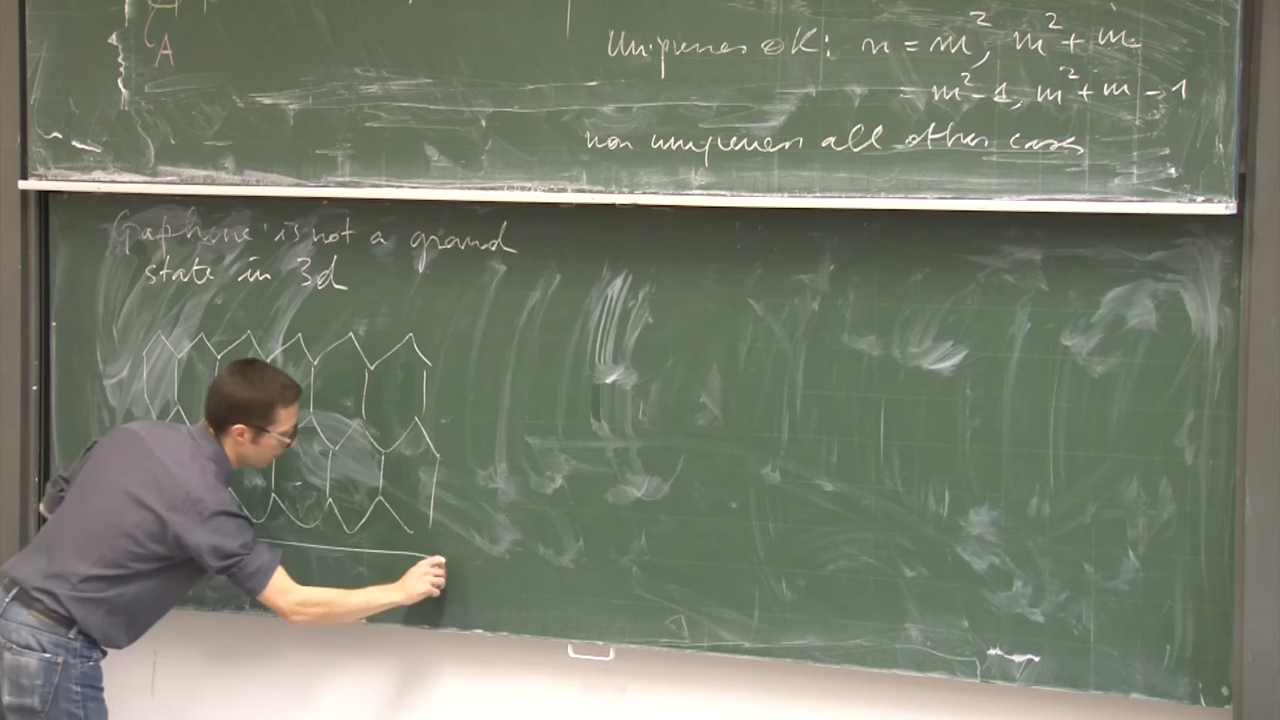 A
Uniqueness OK: n = m², m² + m
= m² - 1, m² + m - 1
non uniqueness all other cases
Graphene is not a ground
state in 3d